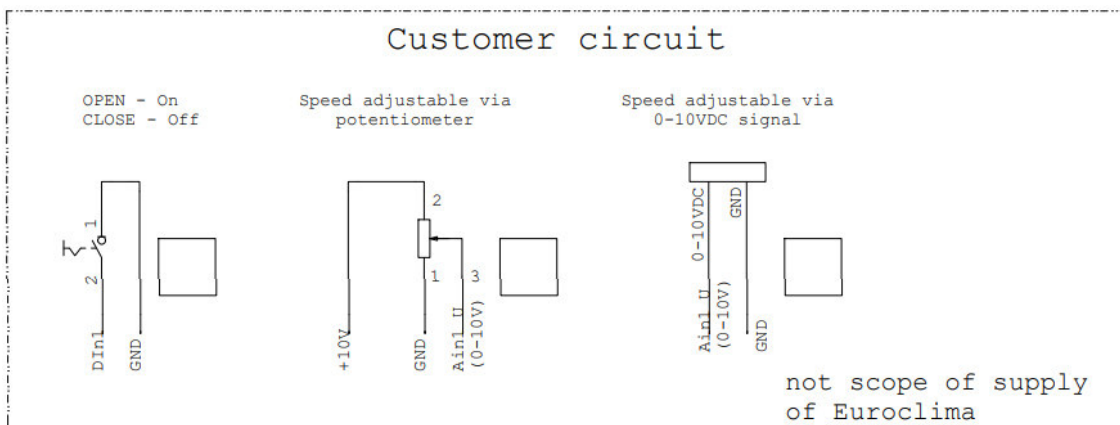 Customer circuit
OPEN - On
CLOSE - Off
Speed adjustable via
potentiometer
Speed adjustable via
0-10VDC signal
1
2
DIn1
GND
2
1
3
+10V
GND
Ain1 U
(0-10V)
0-10VDC
GND
Ain1 U
(0-10V)
GND
not scope of supply
of Euroclima